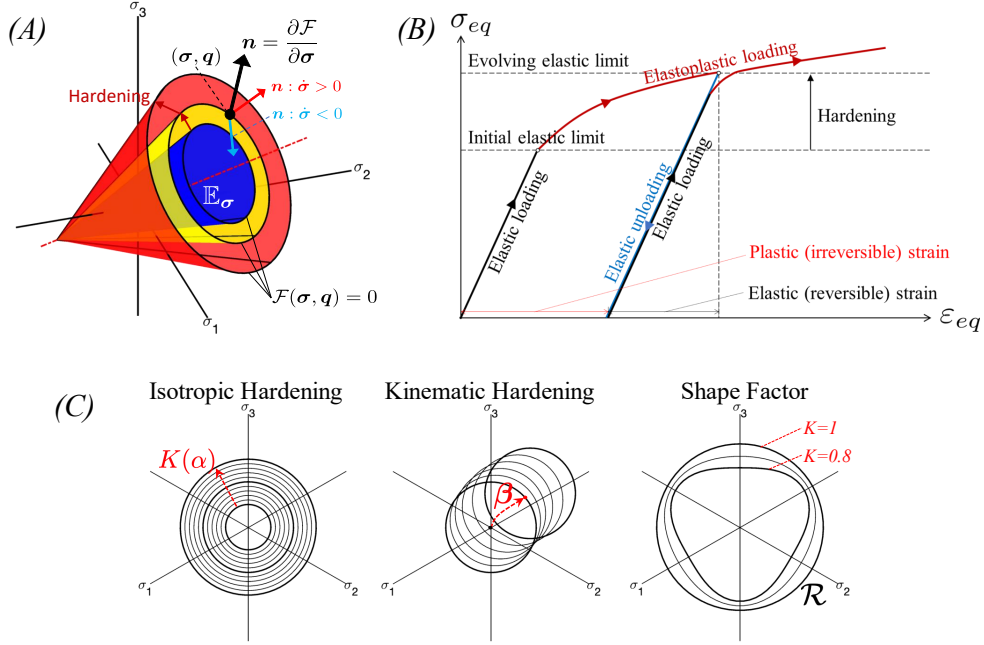 (A)
σ₃
(σ, q)
n = ∂F/∂σ
n : σ̇ > 0
n : σ̇ < 0
Hardening
σ₂
𝔼σ
F(σ, q) = 0
σ₁
(B)
σeq
Evolving elastic limit
Elastoplastic loading
Initial elastic limit
Hardening
Elastic loading
Elastic unloading
Elastic loading
Plastic (irreversible) strain
Elastic (reversible) strain
εeq
(C)
Isotropic Hardening
σ₃
K(α)
σ₁
σ₂
Kinematic Hardening
σ₃
β
σ₁
σ₂
Shape Factor
σ₃
K=1
K=0.8
σ₁
σ₂
R